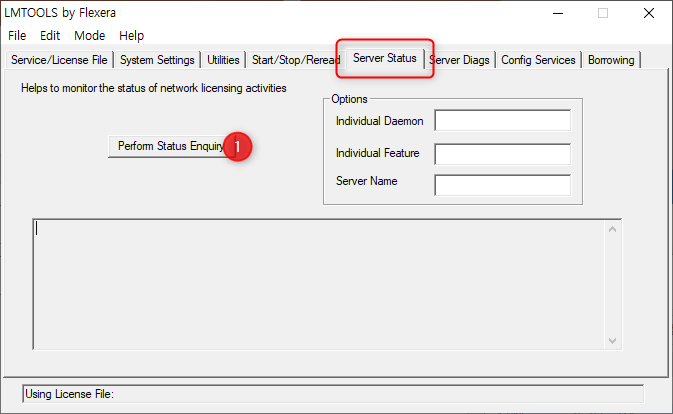 LMTOOLS by Flexera
File Edit Mode Help
Service/License File System Settings Utilities Start/Stop/Reread Server Status Server Diags Config Services Borrowing
Helps to monitor the status of network licensing activities
Options
Individual Daemon
Perform Status Enquiry 1
Individual Feature
Server Name
Using License File: